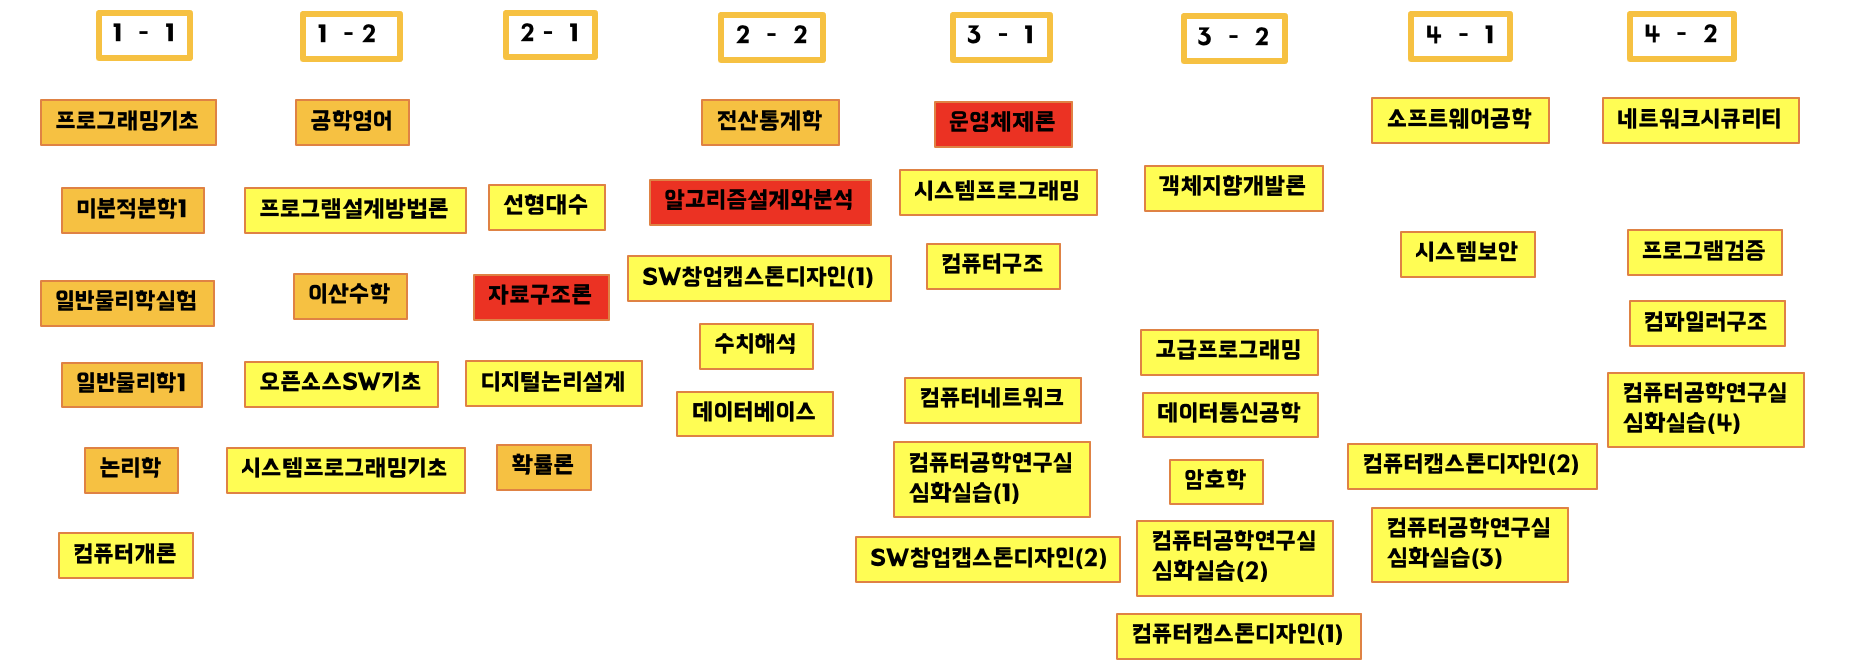 1 - 1
1 - 2
2 - 1
2 - 2
3 - 1
3 - 2
4 - 1
4 - 2
프로그래밍기초
미분적분학1
일반물리학실험
일반물리학1
논리학
컴퓨터개론
공학영어
프로그램설계방법론
이산수학
오픈소스SW기초
시스템프로그래밍기초
선형대수
자료구조론
디지털논리설계
확률론
전산통계학
알고리즘설계와분석
SW창업캡스톤디자인(1)
수치해석
데이터베이스
운영체제론
시스템프로그래밍
컴퓨터구조
컴퓨터네트워크
컴퓨터공학연구실
심화실습(1)
SW창업캡스톤디자인(2)
객체지향개발론
고급프로그래밍
데이터통신공학
암호학
컴퓨터공학연구실
심화실습(2)
컴퓨터캡스톤디자인(1)
소프트웨어공학
시스템보안
컴퓨터캡스톤디자인(2)
컴퓨터공학연구실
심화실습(3)
네트워크시큐리티
프로그램검증
컴파일러구조
컴퓨터공학연구실
심화실습(4)